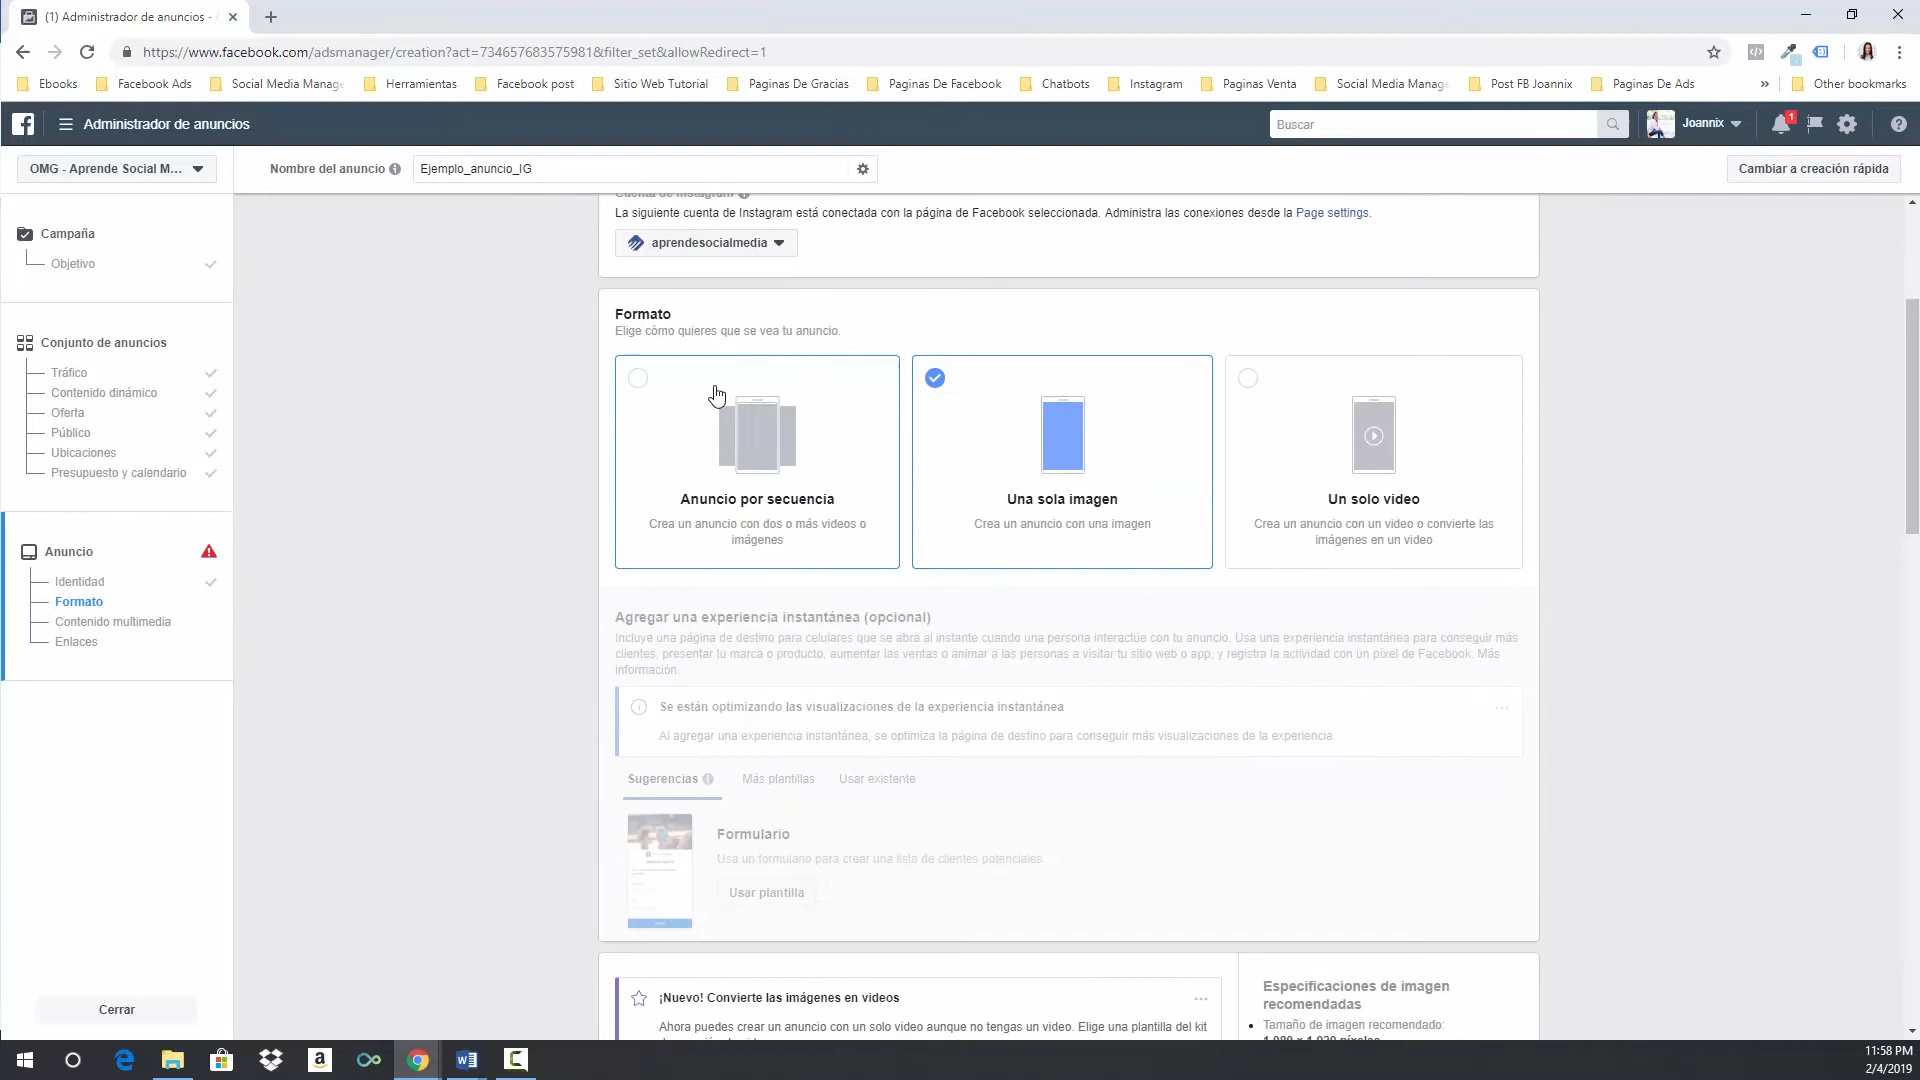 (1) Administrador de anuncios -
https://www.facebook.com/adsmanager/creation?act=734657683575981&filter_set&allowRedirect=1
Ebooks
Facebook Ads
Social Media Manage
Herramientas
Facebook post
Sitio Web Tutorial
Paginas De Gracias
Paginas De Facebook
Chatbots
Instagram
Paginas Venta
Social Media Manage
Post FB Joannix
Paginas De Ads
»
Other bookmarks
Administrador de anuncios
Buscar
Joannix
1
OMG - Aprende Social M...
Nombre del anuncio
Ejemplo_anuncio_IG
Cambiar a creación rápida
Campaña
Objetivo
Conjunto de anuncios
Tráfico
Contenido dinámico
Oferta
Público
Ubicaciones
Presupuesto y calendario
Anuncio
Identidad
Formato
Contenido multimedia
Enlaces
Cerrar
Cuenta de Instagram
La siguiente cuenta de Instagram está conectada con la página de Facebook seleccionada. Administra las conexiones desde la Page settings.
aprendesocialmedia
Formato
Elige cómo quieres que se vea tu anuncio.
Anuncio por secuencia
Crea un anuncio con dos o más videos o
imágenes
Una sola imagen
Crea un anuncio con una imagen
Un solo video
Crea un anuncio con un video o convierte las
imágenes en un video
Agregar una experiencia instantánea (opcional)
Incluye una página de destino para celulares que se abra al instante cuando una persona interactúe con tu anuncio. Usa una experiencia instantánea para conseguir más
clientes, presentar tu marca o producto, aumentar las ventas o animar a las personas a visitar tu sitio web o app, y registra la actividad con un píxel de Facebook. Más
información.
Se están optimizando las visualizaciones de la experiencia instantánea
Al agregar una experiencia instantánea, se optimiza la página de destino para conseguir más visualizaciones de la experiencia.
Sugerencias
Más plantillas
Usar existente
Formulario
Usa un formulario para crear una lista de clientes potenciales.
Usar plantilla
¡Nuevo! Convierte las imágenes en videos
Ahora puedes crear un anuncio con un solo video aunque no tengas un video. Elige una plantilla del kit
Especificaciones de imagen
recomendadas
• Tamaño de imagen recomendado:
1.080 x 1.920 píxeles
11:58 PM
2/4/2019